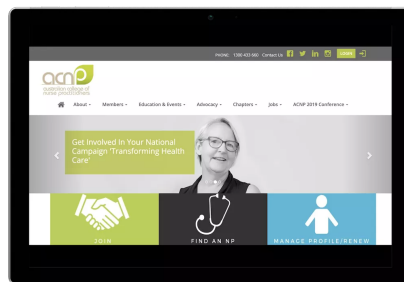 PHONE: 1300 433 660 Contact Us LOGIN
acnp
australian college of
nurse practitioners
About Members Education & Events Advocacy Chapters Jobs ACNP 2019 Conference
Get Involved In Your National
Campaign 'Transforming Health
Care'
JOIN FIND AN NP MANAGE PROFILE/RENEW